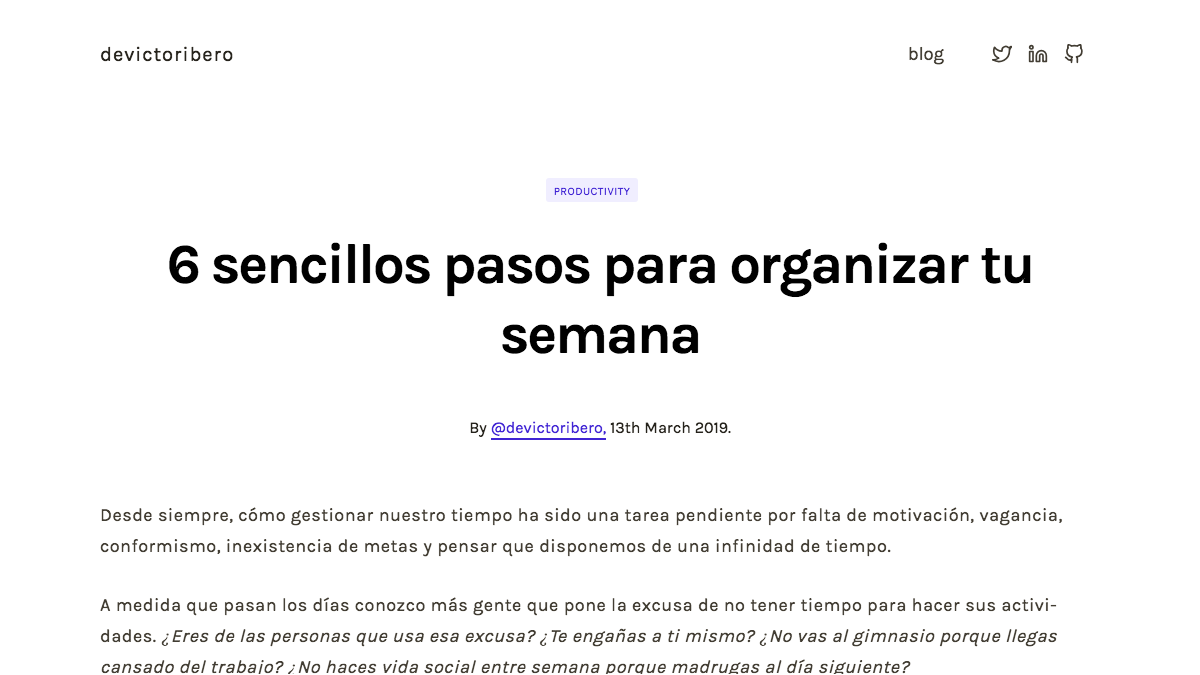 devictoribero
blog
PRODUCTIVITY
6 sencillos pasos para organizar tu
semana
By @devictoribero, 13th March 2019.
Desde siempre, cómo gestionar nuestro tiempo ha sido una tarea pendiente por falta de motivación, vagancia,
conformismo, inexistencia de metas y pensar que disponemos de una infinidad de tiempo.
A medida que pasan los días conozco más gente que pone la excusa de no tener tiempo para hacer sus activi-
dades. ¿Eres de las personas que usa esa excusa? ¿Te engañas a ti mismo? ¿No vas al gimnasio porque llegas
cansado del trabajo? ¿No haces vida social entre semana porque madrugas al día siguiente?